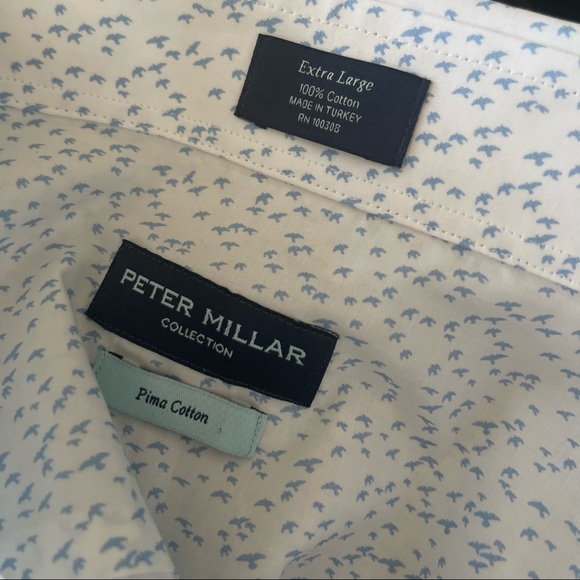 Extra Large
100% Cotton
MADE IN TURKEY
RN 100308
PETER MILLAR
COLLECTION
Pima Cotton